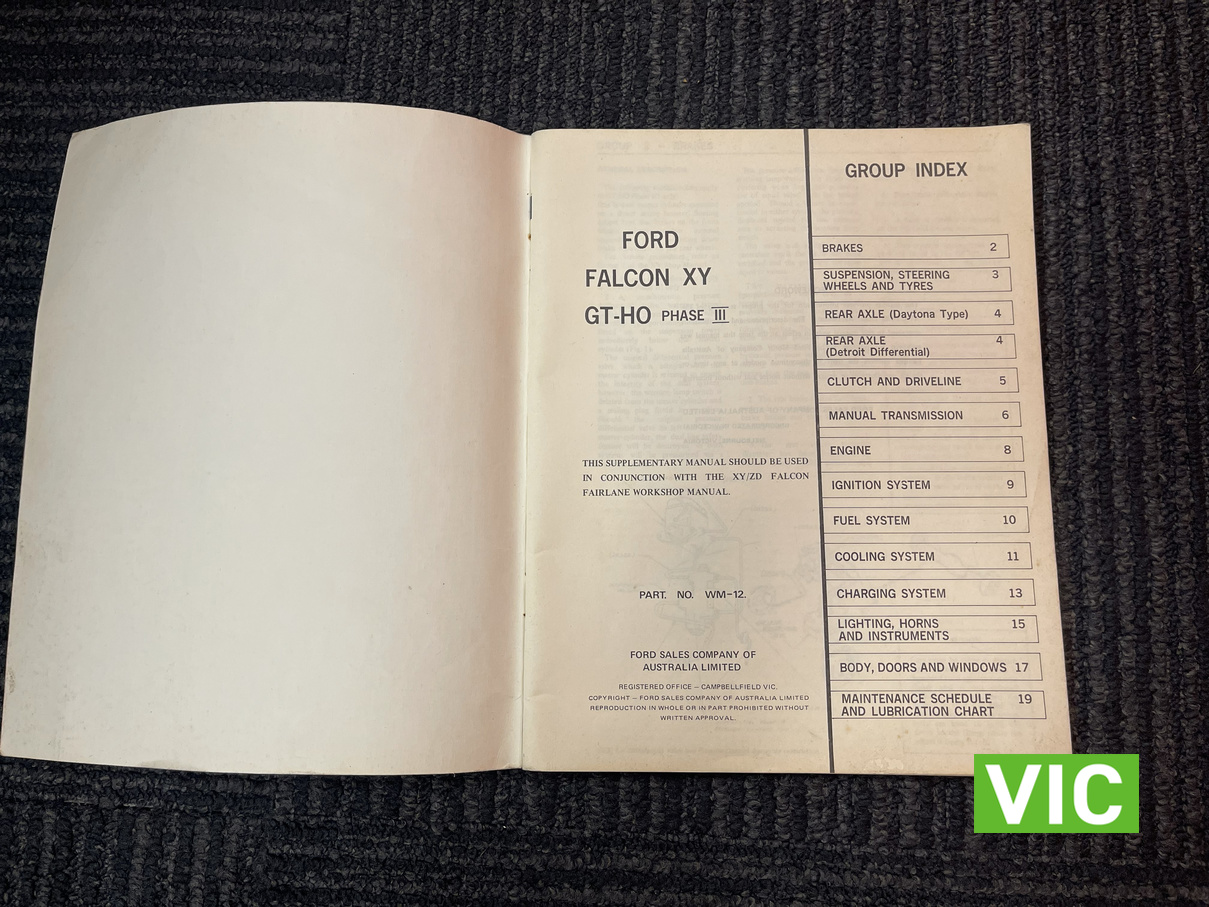 FORD
FALCON XY
GT-HO PHASE III
THIS SUPPLEMENTARY MANUAL SHOULD BE USED
IN CONJUNCTION WITH THE XY/ZD FALCON
FAIRLANE WORKSHOP MANUAL.
PART. NO. WM-12.
FORD SALES COMPANY OF
AUSTRALIA LIMITED
REGISTERED OFFICE – CAMPBELLFIELD VIC.
COPYRIGHT – FORD SALES COMPANY OF AUSTRALIA LIMITED
REPRODUCTION IN WHOLE OR IN PART PROHIBITED WITHOUT
WRITTEN APPROVAL.
GROUP INDEX
BRAKES 2
SUSPENSION, STEERING 3
WHEELS AND TYRES
REAR AXLE (Daytona Type) 4
REAR AXLE 4
(Detroit Differential)
CLUTCH AND DRIVELINE 5
MANUAL TRANSMISSION 6
ENGINE 8
IGNITION SYSTEM 9
FUEL SYSTEM 10
COOLING SYSTEM 11
CHARGING SYSTEM 13
LIGHTING, HORNS 15
AND INSTRUMENTS
BODY, DOORS AND WINDOWS 17
MAINTENANCE SCHEDULE 19
AND LUBRICATION CHART
VIC